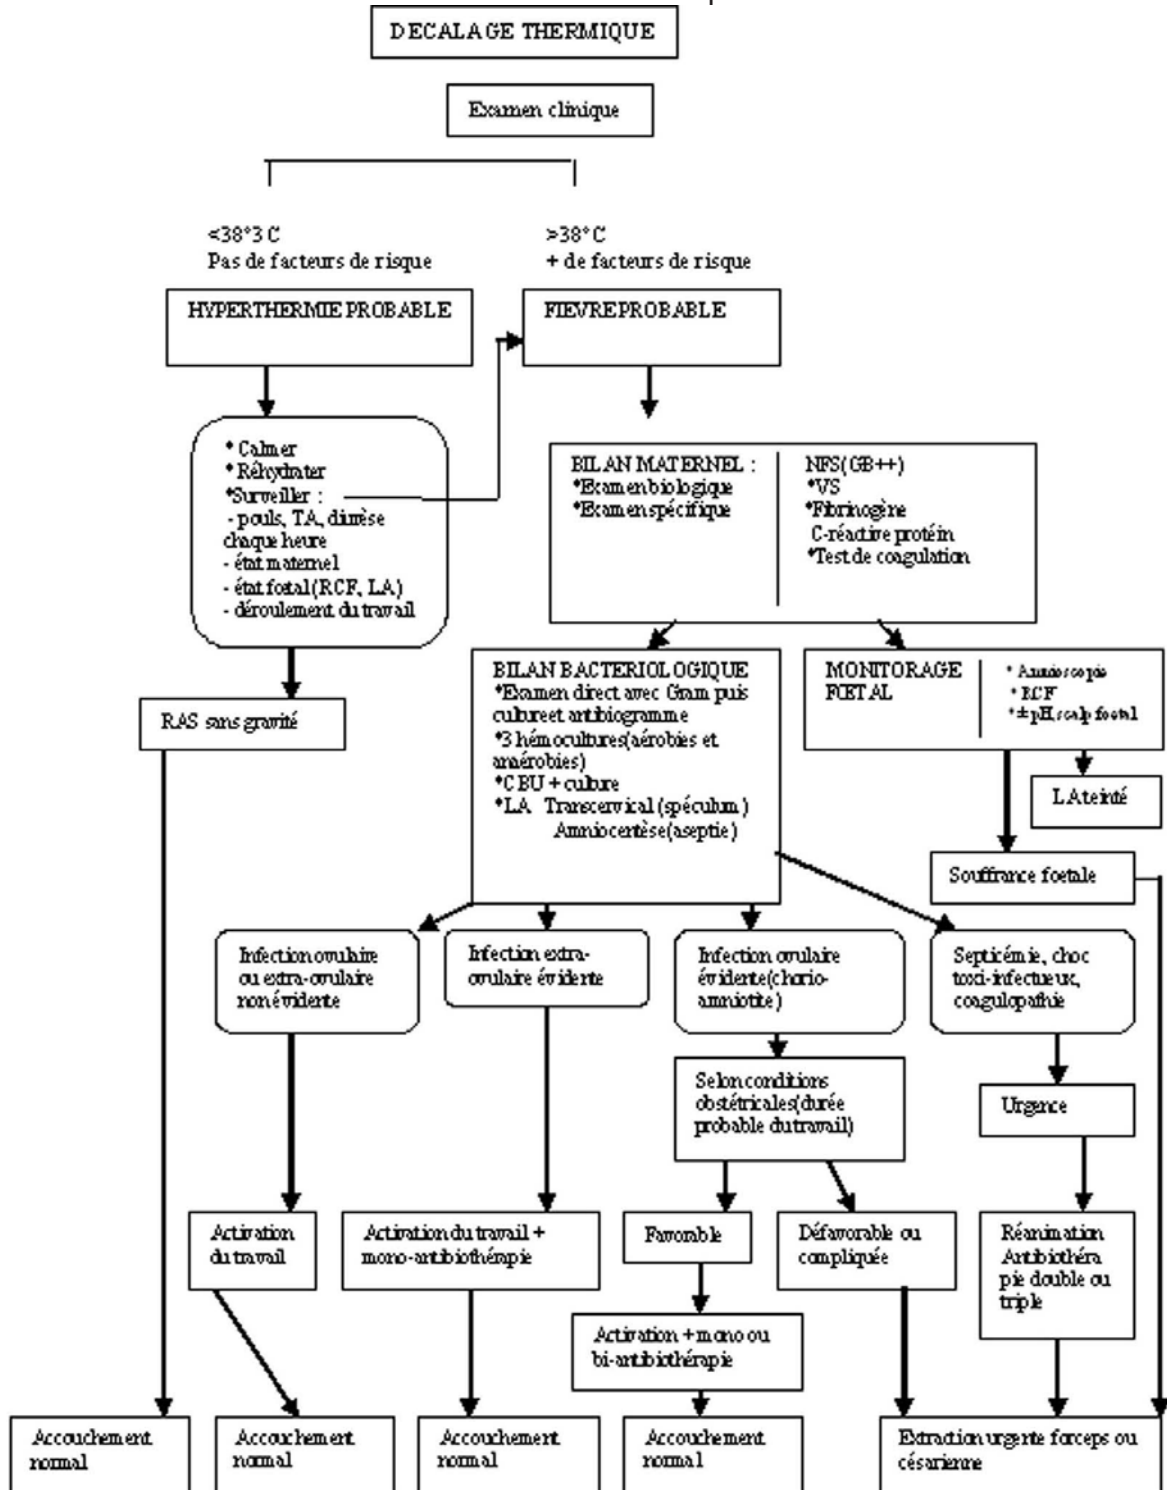 DECALAGE THERMIQUE
Examen clinique
<38°3 C
Pas de facteurs de risque
>38° C
+ de facteurs de risque
HYPERTHERMIE PROBABLE
FIEVRE PROBABLE
* Calmer
* Réhydrater
*Surveiller :
- pouls, TA, diurèse
chaque heure
- état maternel
- état foetal (RCF, LA)
- déroulement du travail
BILAN MATERNEL :
*Examen biologique
*Examen spécifique
NFS (GB++)
*VS
*Fibrinogène
C-réactive protéin
*Test de coagulation
RAS sans gravité
BILAN BACTERIOLOGIQUE
*Examen direct avec Gram puis
culture et antibiogramme
*3 hémocultures (aérobies et
anaérobies)
*CBU + culture
*LA Transcervical (spéculum)
Amniocertèse (aseptie)
MONITORAGE
FŒTAL
* Amnioscopie
* RCF
*± pH scalp foetal
LA teinté
Souffrance foetale
Infection ovulaire
ou extra-ovulaire
non évidente
Infection extra-
ovulaire évidente
Infection ovulaire
évidente (chorio-
amniotite)
Septicémie, choc
toxi-infectueux,
coagulopathie
Selon conditions
obstétricales (durée
probable du travail)
Urgence
Activation
du travail
Activation du travail +
mono-antibiothérapie
Favorable
Défavorable ou
compliquée
Réanimation
Antibiothéra
pie double ou
triple
Activation + mono ou
bi-antibiothérapie
Accouchement
normal
Accouchement
normal
Accouchement
normal
Accouchement
normal
Extraction urgente forceps ou
césarienne